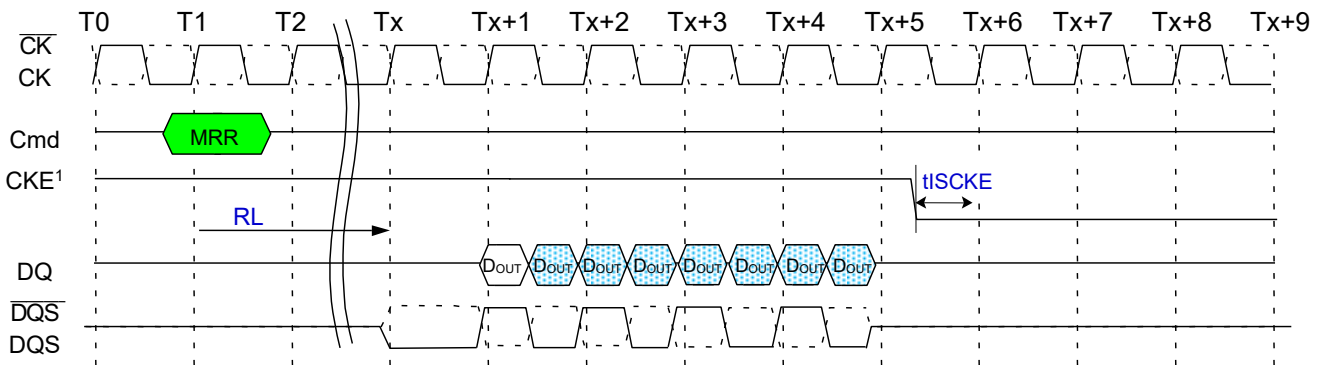 T0 T1 T2 Tx Tx+1 Tx+2 Tx+3 Tx+4 Tx+5 Tx+6 Tx+7 Tx+8 Tx+9
C̅K̅
CK
Cmd MRR
CKE¹ tISCKE
RL
DQ DOUT DOUT DOUT DOUT DOUT DOUT DOUT DOUT
D̅Q̅S̅
DQS